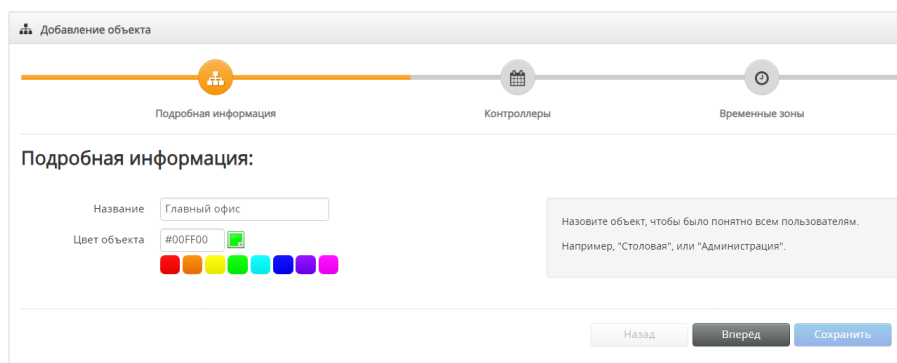 Добавление объекта
Подробная информация
Контроллеры
Временные зоны
Подробная информация:
Название
Главный офис
Назовите объект, чтобы было понятно всем пользователям.
Цвет объекта
#00FF00
Например, "Столовая", или "Администрация".
Назад
Вперёд
Сохранить